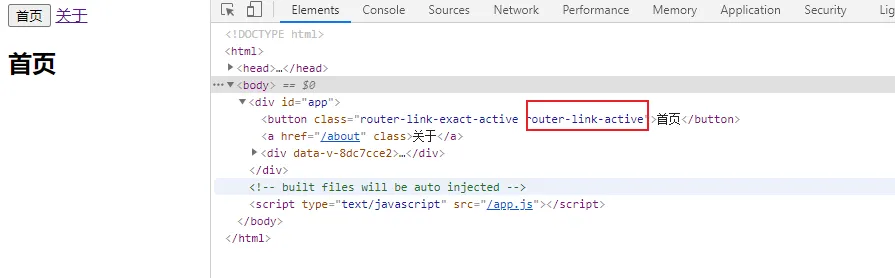 首页 关于
首页
Elements Console Sources Network Performance Memory Application Security
<!DOCTYPE html>
<html>
<head>…</head>
<body> == $0
<div id="app">
<button class="router-link-exact-active router-link-active">首页</button>
<a href="/about" class>关于</a>
<div data-v-8dc7cce2>…</div>
</div>
<!-- built files will be auto injected -->
<script type="text/javascript" src="/app.js"></script>
</body>
</html>